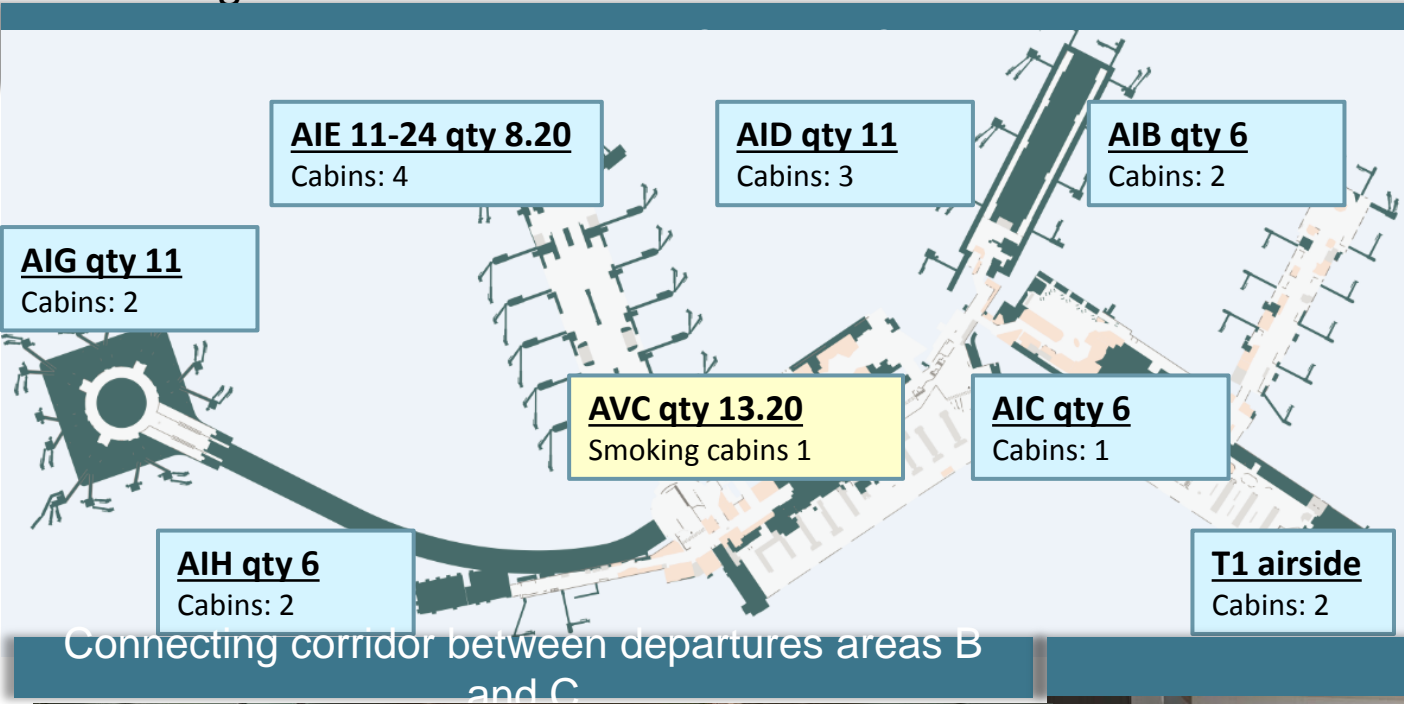 AIE 11-24 qty 8.20
Cabins: 4
AID qty 11
Cabins: 3
AIB qty 6
Cabins: 2
AIG qty 11
Cabins: 2
AVC qty 13.20
Smoking cabins 1
AIC qty 6
Cabins: 1
AIH qty 6
Cabins: 2
T1 airside
Cabins: 2
Connecting corridor between departures areas B
and C